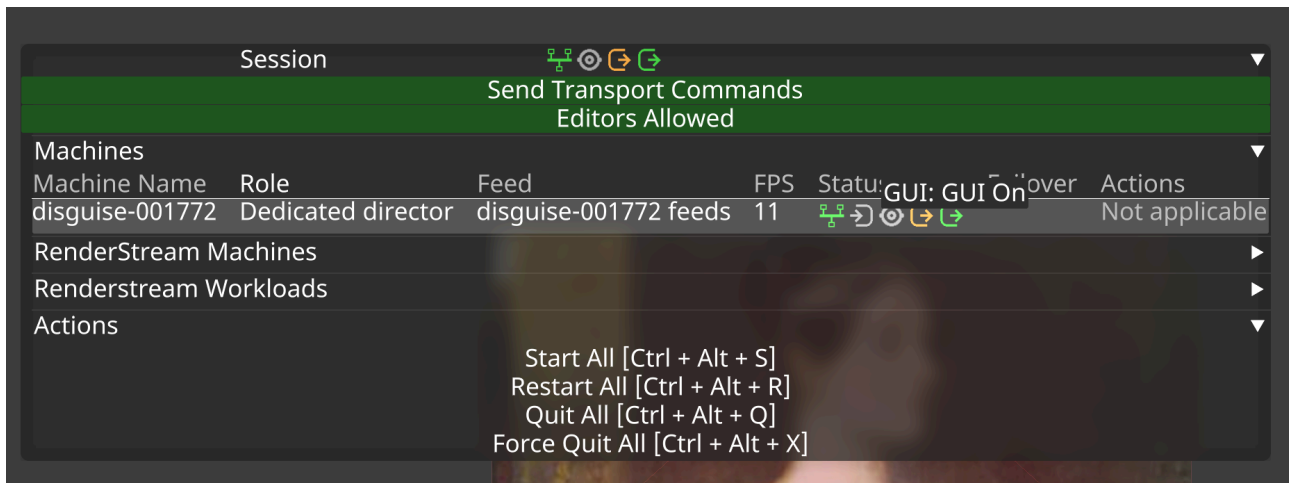 Session
Send Transport Commands
Editors Allowed
Machines
Machine Name Role Feed FPS Actions
GUI: GUI On
disguise-001772 Dedicated director disguise-001772 feeds 11 Not applicable
RenderStream Machines
Renderstream Workloads
Actions
Start All [Ctrl + Alt + S]
Restart All [Ctrl + Alt + R]
Quit All [Ctrl + Alt + Q]
Force Quit All [Ctrl + Alt + X]